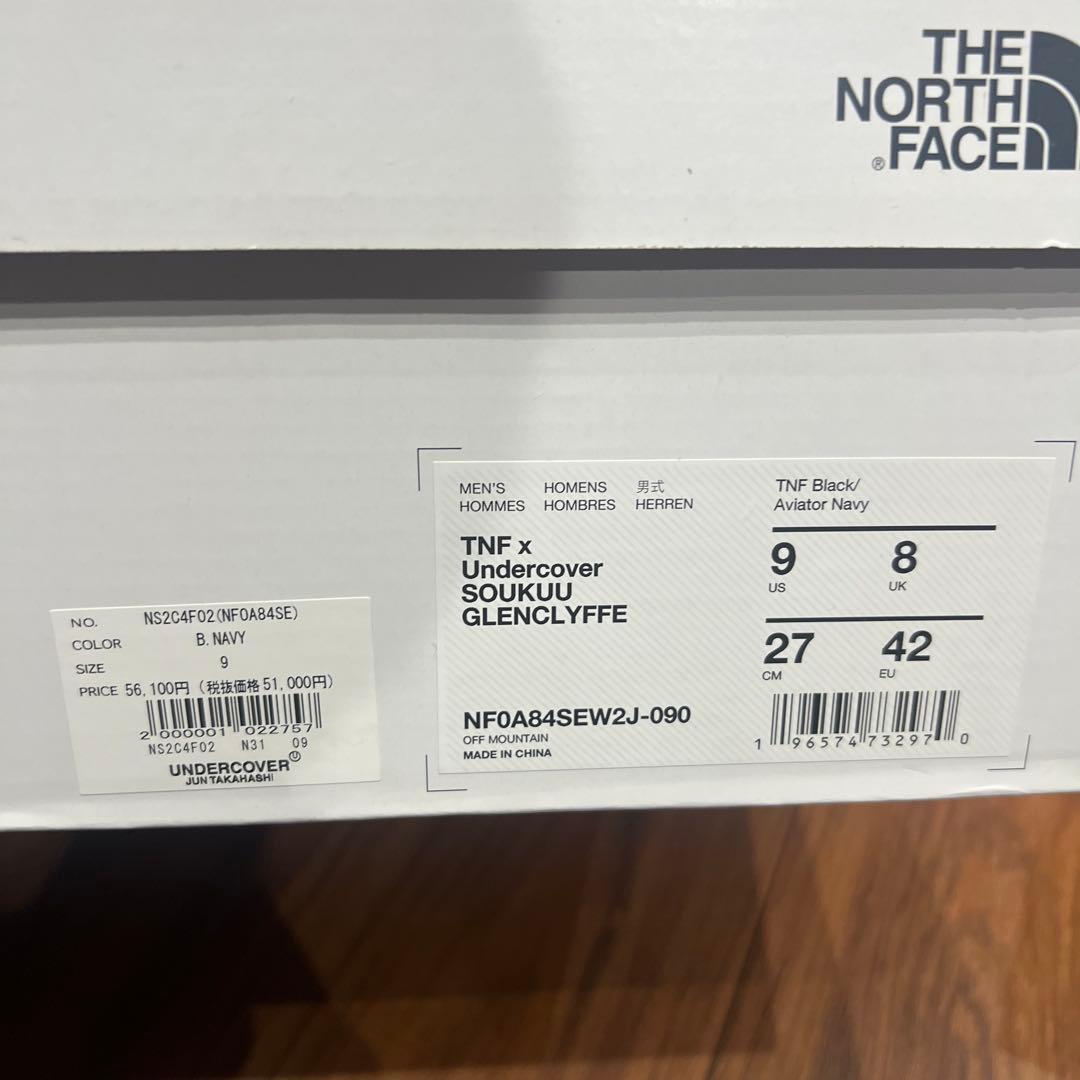 THE
NORTH
® FACE
MEN'S HOMENS 男式
HOMMES HOMBRES HERREN
TNF x
Undercover
SOUKUU
GLENCLYFFE
NF0A84SEW2J-090
OFF MOUNTAIN
MADE IN CHINA
TNF Black/
Aviator Navy
9 8
US UK
27 42
CM EU
1 96574 73297 0
NO. NS2C4F02(NF0A84SE)
COLOR B.NAVY
SIZE 9
PRICE 56,100円 (税抜価格51,000円)
2 000001 022757
NS2C4F02 N31 09
UNDERCOVER U
JUN TAKAHASHI